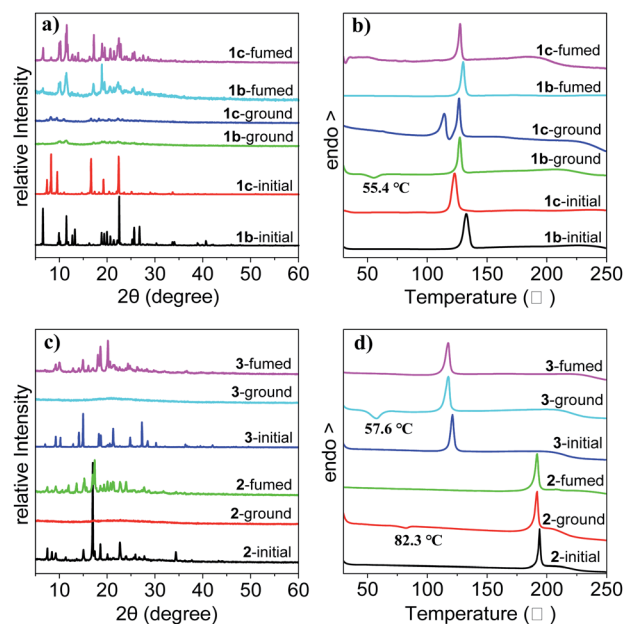 a)
relative Intensity
1c-fumed
1b-fumed
1c-ground
1b-ground
1c-initial
1b-initial
10 20 30 40 50 60
2θ (degree)
b)
endo >
1c-fumed
1b-fumed
1c-ground
1b-ground
55.4 °C
1c-initial
1b-initial
50 100 150 200 250
Temperature (□)
c)
relative Intensity
3-fumed
3-ground
3-initial
2-fumed
2-ground
2-initial
10 20 30 40 50 60
2θ (degree)
d)
endo >
3-fumed
3-ground
57.6 °C
3-initial
2-fumed
2-ground
82.3 °C
2-initial
50 100 150 200 250
Temperature (□)